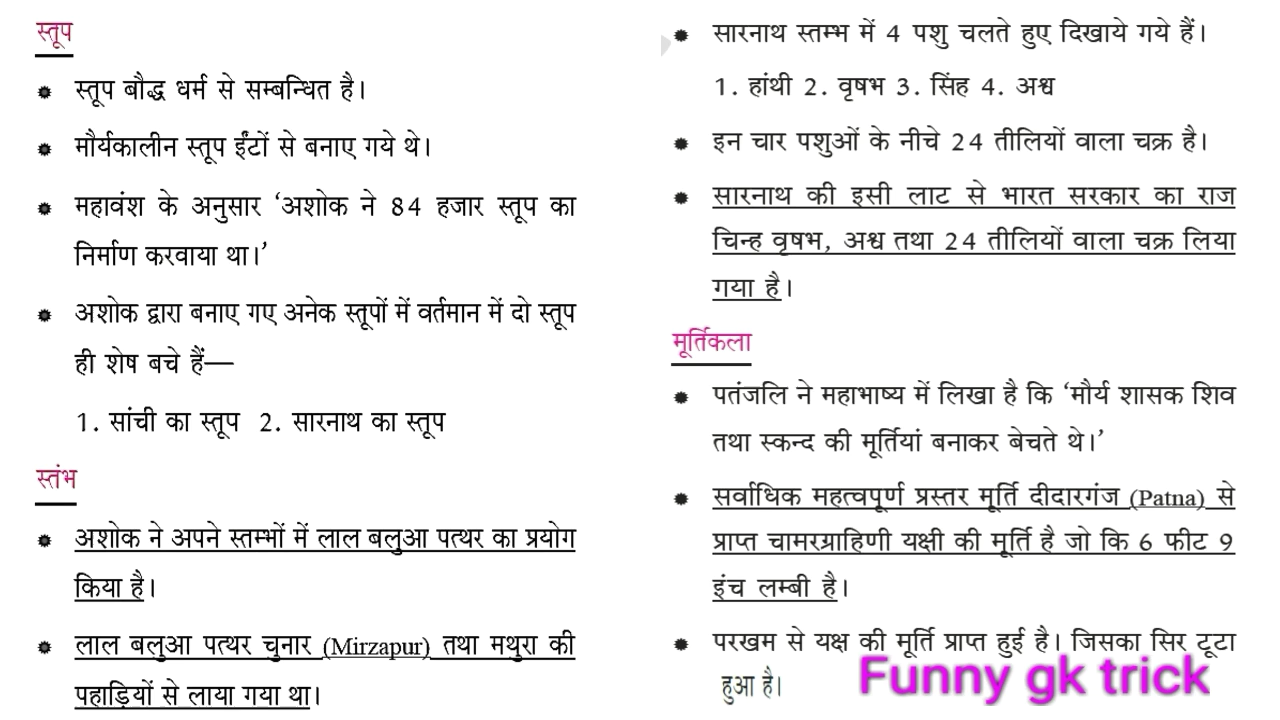 स्तूप
स्तूप बौद्ध धर्म से सम्बन्धित है।
मौर्यकालीन स्तूप ईंटों से बनाए गये थे।
महावंश के अनुसार ‘अशोक ने 84 हजार स्तूप का
निर्माण करवाया था।’
अशोक द्वारा बनाए गए अनेक स्तूपों में वर्तमान में दो स्तूप
ही शेष बचे हैं—
1. सांची का स्तूप 2. सारनाथ का स्तूप
स्तंभ
अशोक ने अपने स्तम्भों में लाल बलुआ पत्थर का प्रयोग
किया है।
लाल बलुआ पत्थर चुनार (Mirzapur) तथा मथुरा की
पहाड़ियों से लाया गया था।
सारनाथ स्तम्भ में 4 पशु चलते हुए दिखाये गये हैं।
1. हांथी 2. वृषभ 3. सिंह 4. अश्व
इन चार पशुओं के नीचे 24 तीलियों वाला चक्र है।
सारनाथ की इसी लाट से भारत सरकार का राज
चिन्ह वृषभ, अश्व तथा 24 तीलियों वाला चक्र लिया
गया है।
मूर्तिकला
पतंजलि ने महाभाष्य में लिखा है कि ‘मौर्य शासक शिव
तथा स्कन्द की मूर्तियां बनाकर बेचते थे।’
सर्वाधिक महत्वपूर्ण प्रस्तर मूर्ति दीदारगंज (Patna) से
प्राप्त चामरग्राहिणी यक्षी की मूर्ति है जो कि 6 फीट 9
इंच लम्बी है।
परखम से यक्ष की मूर्ति प्राप्त हुई है। जिसका सिर टूटा
हुआ है।
Funny gk trick